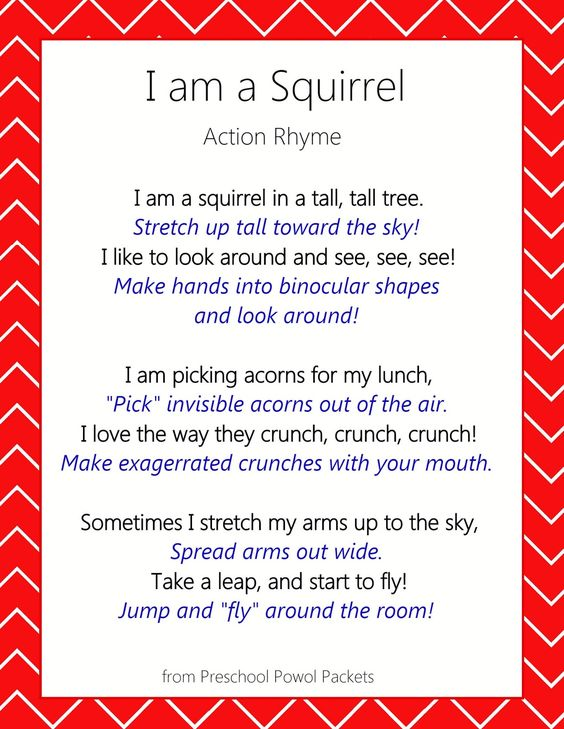 I am a Squirrel
Action Rhyme
I am a squirrel in a tall, tall tree.
Stretch up tall toward the sky!
I like to look around and see, see, see!
Make hands into binocular shapes
and look around!
I am picking acorns for my lunch,
"Pick" invisible acorns out of the air.
I love the way they crunch, crunch, crunch!
Make exagerrated crunches with your mouth.
Sometimes I stretch my arms up to the sky,
Spread arms out wide.
Take a leap, and start to fly!
Jump and "fly" around the room!
from Preschool Powol Packets